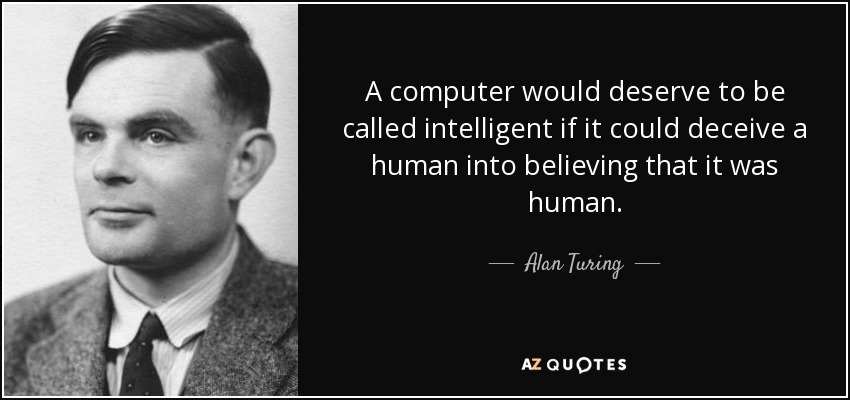 A computer would deserve to be
called intelligent if it could deceive a
human into believing that it was
human.
Alan Turing
AZ QUOTES